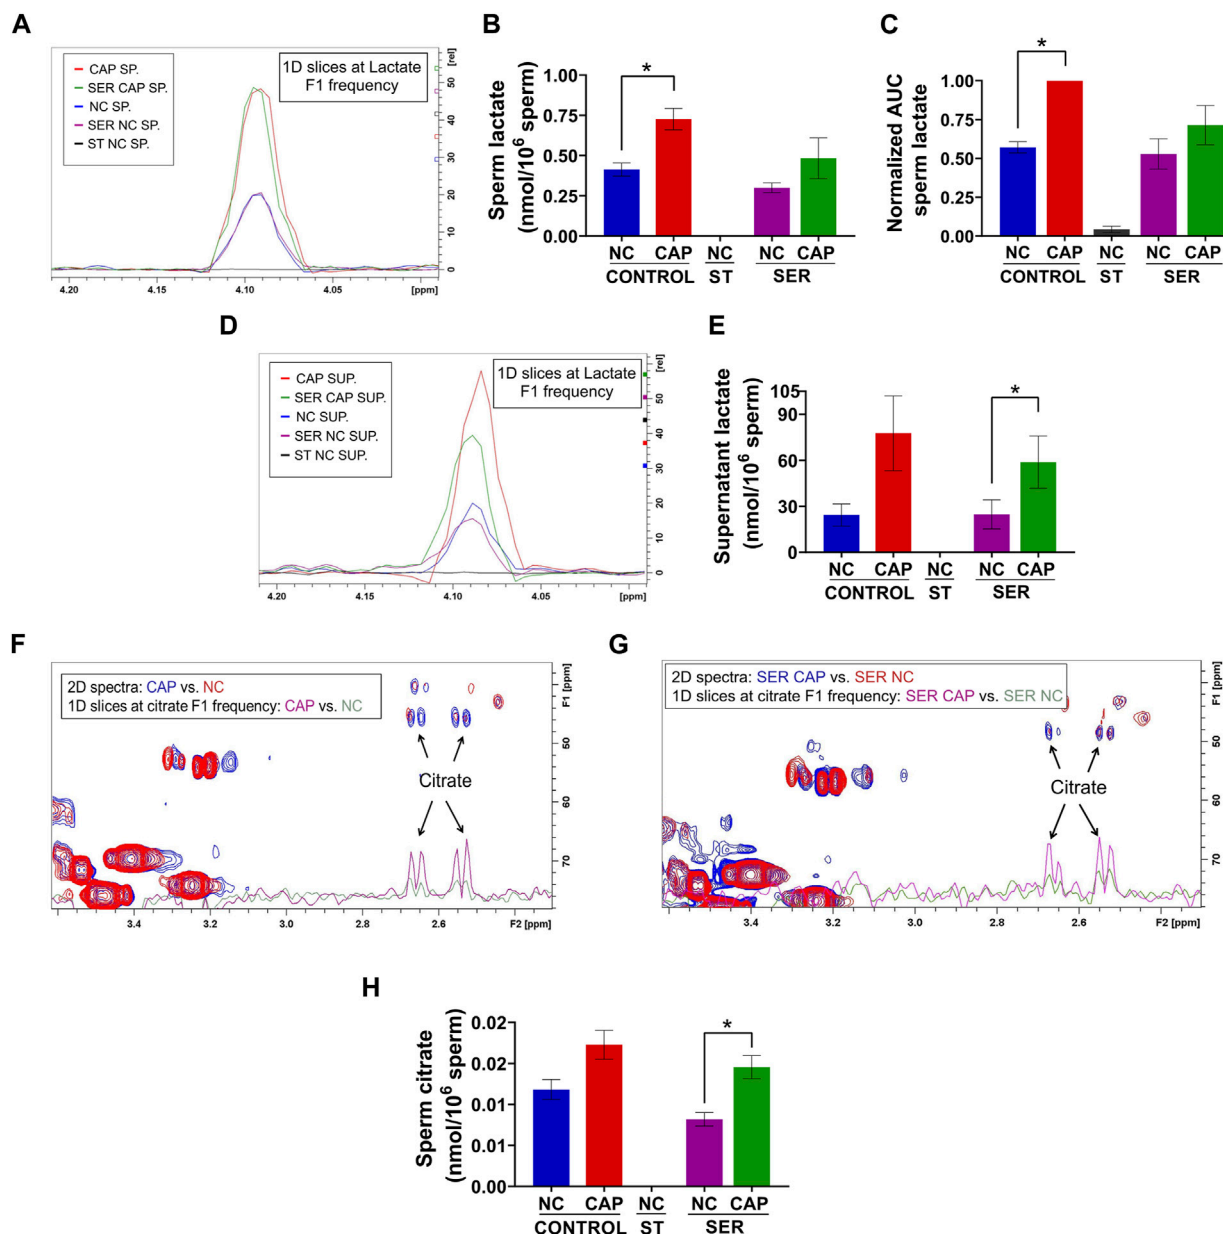 A
CAP SP.
SER CAP SP.
NC SP.
SER NC SP.
ST NC SP.
1D slices at Lactate
F1 frequency
[rel]
50
40
30
20
10
0
4.20
4.15
4.10
4.05
[ppm]
B
Sperm lactate
(nmol/10⁶ sperm)
1.00
0.75
0.50
0.25
0.00
*
NC CAP NC NC CAP
CONTROL ST SER
C
Normalized AUC
sperm lactate
1.00
0.75
0.50
0.25
0.00
*
NC CAP NC NC CAP
CONTROL ST SER
D
CAP SUP.
SER CAP SUP.
NC SUP.
SER NC SUP.
ST NC SUP.
1D slices at Lactate
F1 frequency
[rel]
60
50
40
30
20
10
0
4.20
4.15
4.10
4.05
[ppm]
E
Supernatant lactate
(nmol/10⁶ sperm)
105
90
60
30
0
*
NC CAP NC NC CAP
CONTROL ST SER
F
2D spectra: CAP vs. NC
1D slices at citrate F1 frequency: CAP vs. NC
Citrate
F1 [ppm]
50
60
70
3.4
3.2
3.0
2.8
2.6
F2 [ppm]
G
2D spectra: SER CAP vs. SER NC
1D slices at citrate F1 frequency: SER CAP vs. SER NC
Citrate
F1 [ppm]
50
60
70
3.4
3.2
3.0
2.8
2.6
F2 [ppm]
H
Sperm citrate
(nmol/10⁶ sperm)
0.02
0.02
0.01
0.01
0.00
*
NC CAP NC NC CAP
CONTROL ST SER